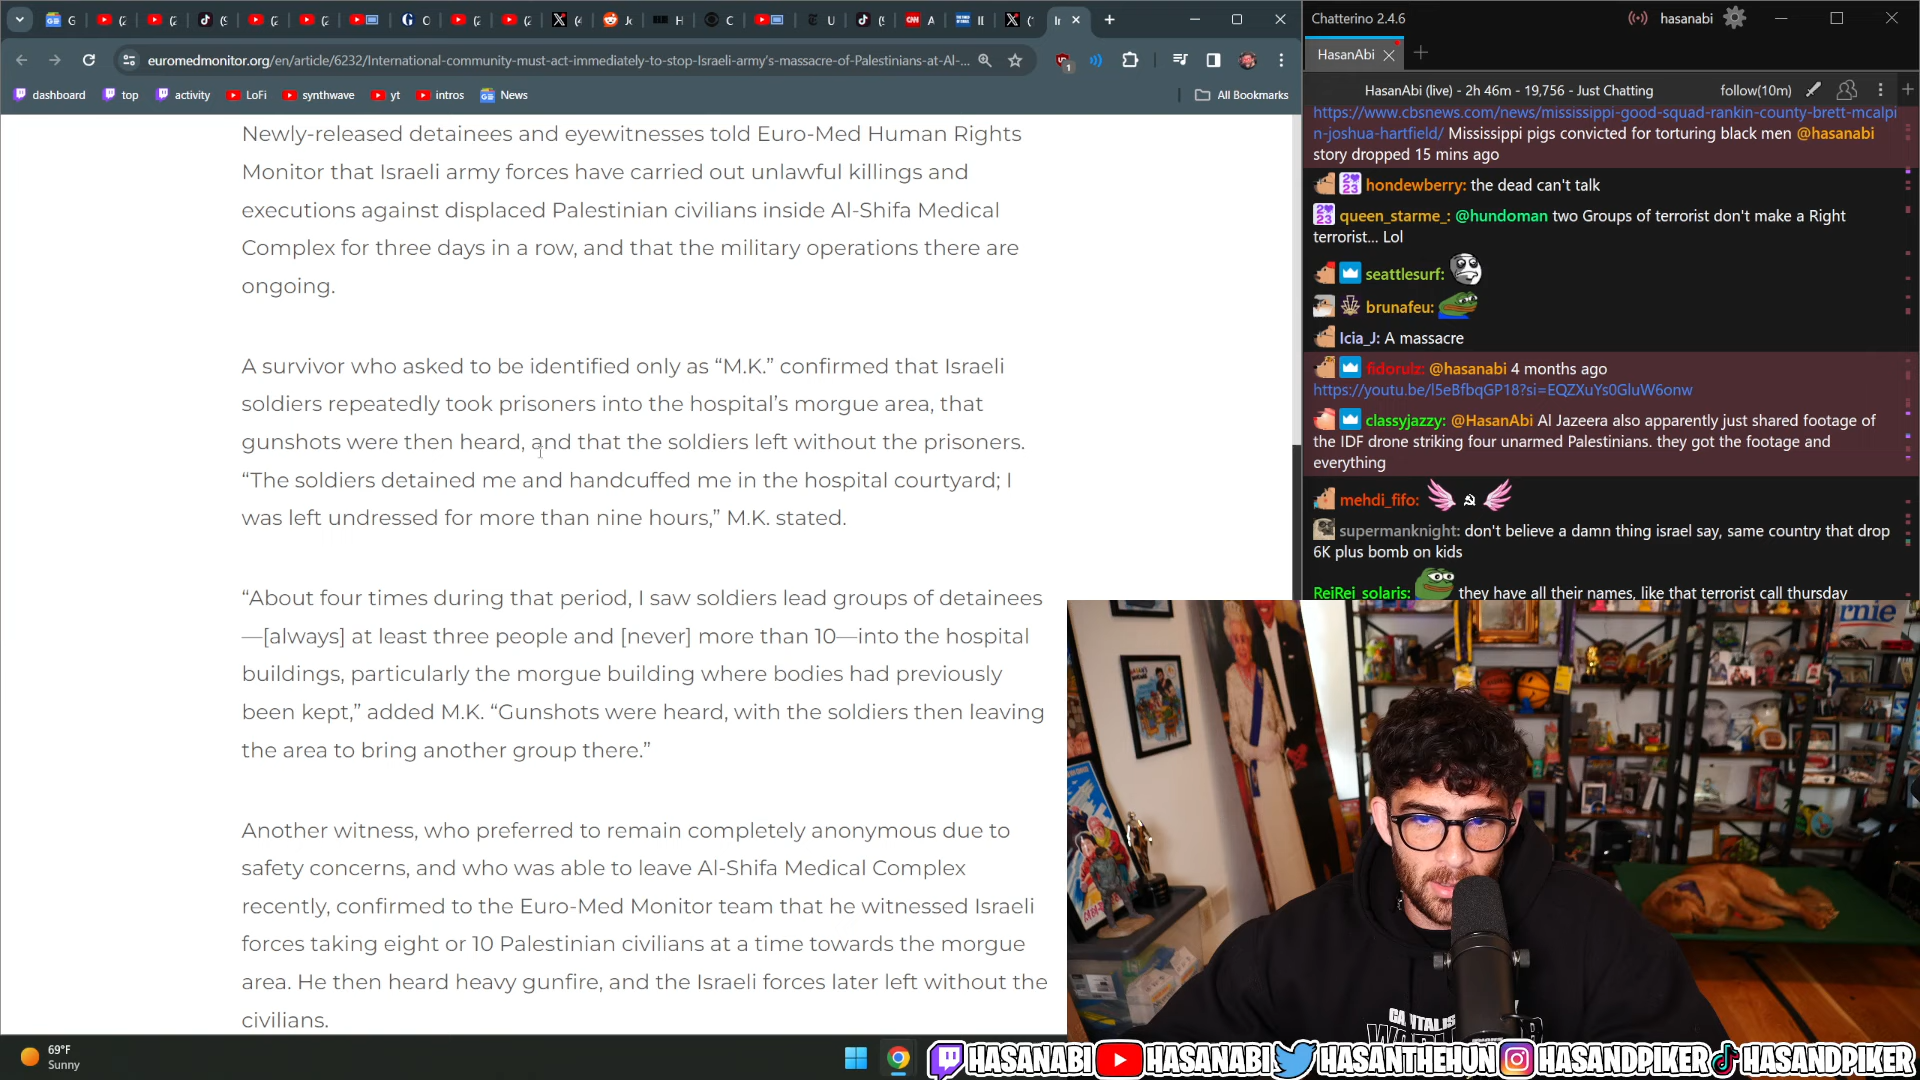 euromedmonitor.org/en/article/6232/International-community-must-act-immediately-to-stop-Israeli-army's-massacre-of-Palestinians-at-Al-...
dashboard top activity LoFi synthwave yt intros News All Bookmarks
Newly-released detainees and eyewitnesses told Euro-Med Human Rights
Monitor that Israeli army forces have carried out unlawful killings and
executions against displaced Palestinian civilians inside Al-Shifa Medical
Complex for three days in a row, and that the military operations there are
ongoing.
A survivor who asked to be identified only as “M.K.” confirmed that Israeli
soldiers repeatedly took prisoners into the hospital’s morgue area, that
gunshots were then heard, and that the soldiers left without the prisoners.
“The soldiers detained me and handcuffed me in the hospital courtyard; I
was left undressed for more than nine hours,” M.K. stated.
“About four times during that period, I saw soldiers lead groups of detainees
—[always] at least three people and [never] more than 10—into the hospital
buildings, particularly the morgue building where bodies had previously
been kept,” added M.K. “Gunshots were heard, with the soldiers then leaving
the area to bring another group there.”
Another witness, who preferred to remain completely anonymous due to
safety concerns, and who was able to leave Al-Shifa Medical Complex
recently, confirmed to the Euro-Med Monitor team that he witnessed Israeli
forces taking eight or 10 Palestinian civilians at a time towards the morgue
area. He then heard heavy gunfire, and the Israeli forces later left without the
civilians.
Chatterino 2.4.6
hasanabi
HasanAbi
HasanAbi (live) - 2h 46m - 19,756 - Just Chatting
follow(10m)
https://www.cbsnews.com/news/mississippi-good-squad-rankin-county-brett-mcalpi
n-joshua-hartfield/ Mississippi pigs convicted for torturing black men @hasanabi
story dropped 15 mins ago
hondewberry: the dead can't talk
queen_starme_: @hundoman two Groups of terrorist don't make a Right
terrorist... Lol
seattlesurf:
brunafeu:
Icia_J: A massacre
fidorulz: @hasanabi 4 months ago
https://youtu.be/l5eBfbqGP18?si=EQZXuYs0GluW6onw
classyjazzy: @HasanAbi Al Jazeera also apparently just shared footage of
the IDF drone striking four unarmed Palestinians. they got the footage and
everything
mehdi_fifo:
supermanknight: don't believe a damn thing israel say, same country that drop
6K plus bomb on kids
ReiRei_solaris: they have all their names, like that terrorist call thursday
rnie
69°F
Sunny
HASANABI HASANABI HASANTHEHUN HASANDPIKER HASANDPIKER